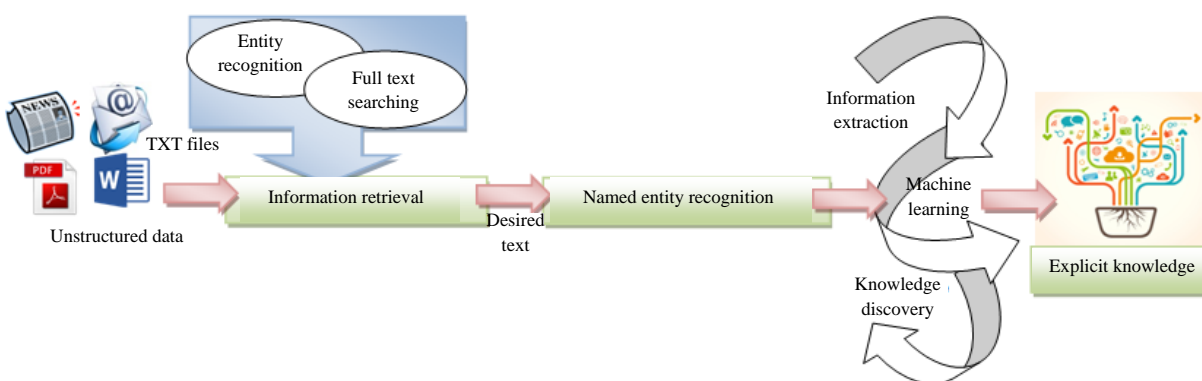 Entity
recognition
Full text
searching
NEWS
@
TXT files
PDF
W
Unstructured data
Information retrieval
Desired
text
Named entity recognition
Information
extraction
Machine
learning
Knowledge
discovery
Explicit knowledge